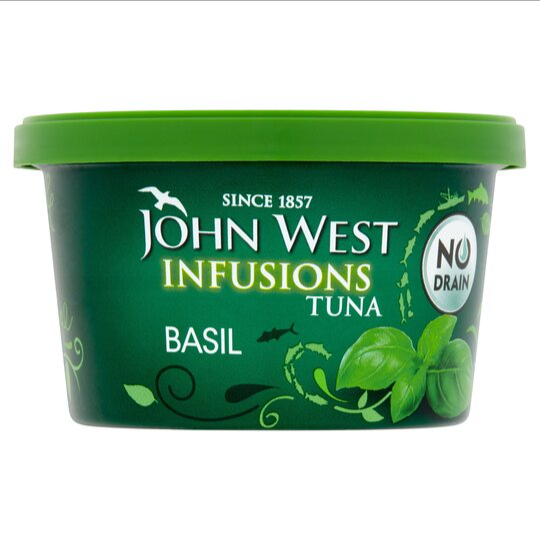 SINCE 1857
JOHN WEST
INFUSIONS
TUNA
BASIL
NO
DRAIN